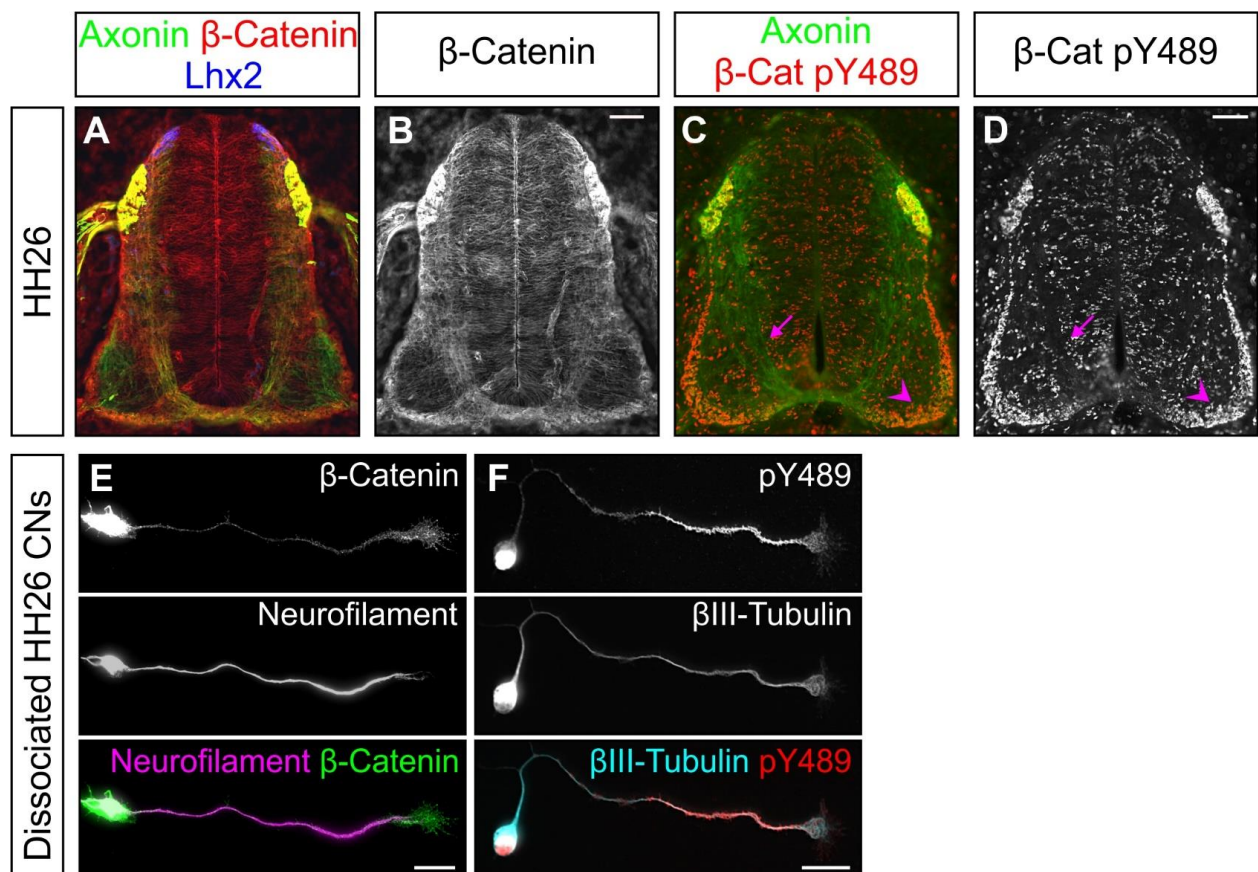 Axonin β-Catenin
Lhx2
β-Catenin
Axonin
β-Cat pY489
β-Cat pY489
HH26
A
B
C
D
Dissociated HH26 CNs
E
β-Catenin
F
pY489
Neurofilament
βIII-Tubulin
Neurofilament β-Catenin
βIII-Tubulin pY489